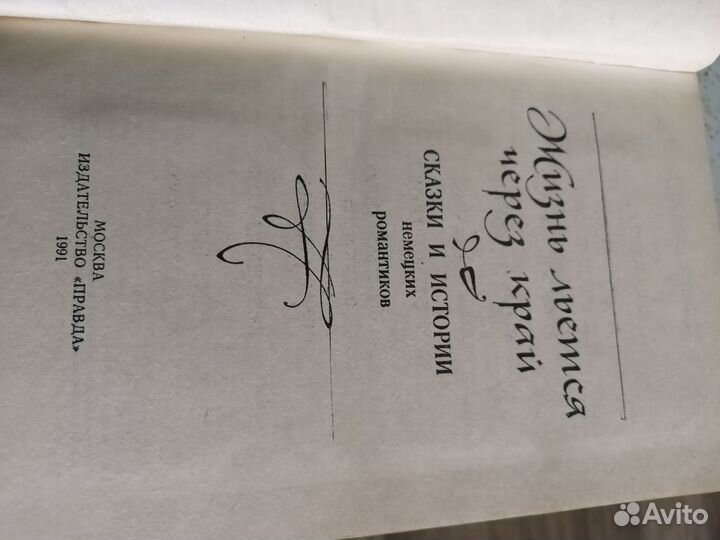 Жизнь льется
через край
СКАЗКИ И ИСТОРИИ
немецких
романтиков
МОСКВА
ИЗДАТЕЛЬСТВО «ПРАВДА»
1991
Avito